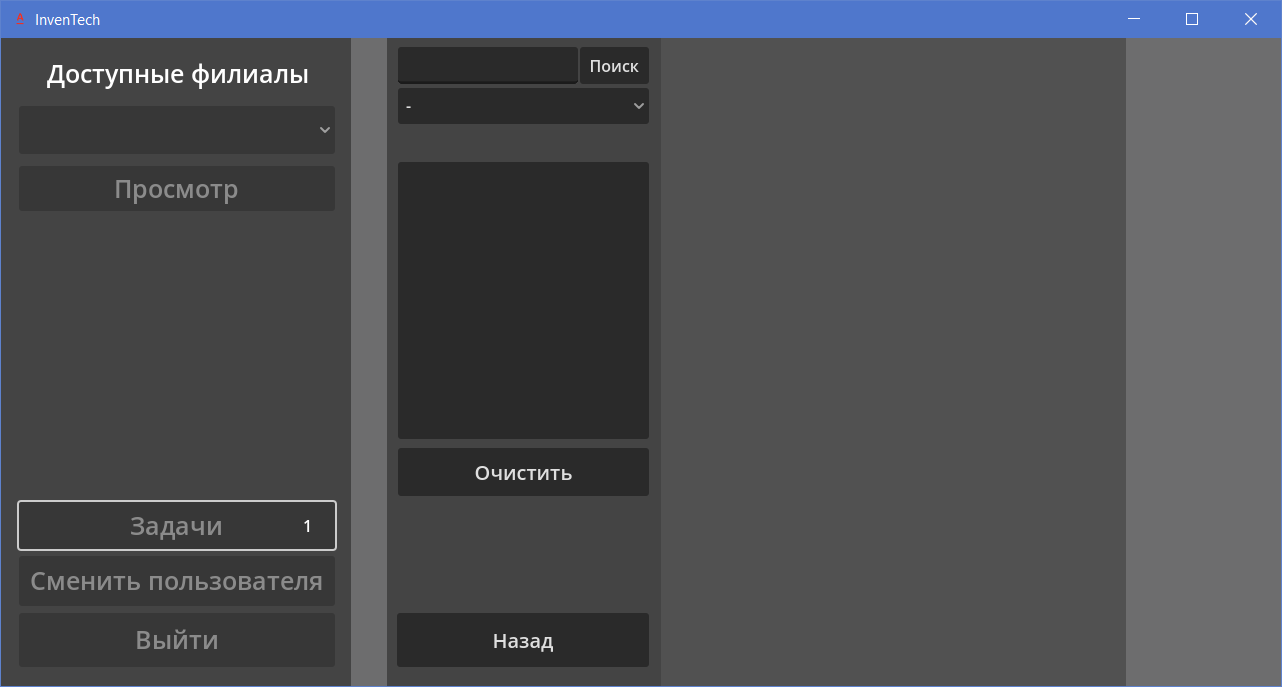 InvenTech
Доступные филиалы
Просмотр
Задачи 1
Сменить пользователя
Выйти
Поиск
-
Очистить
Назад